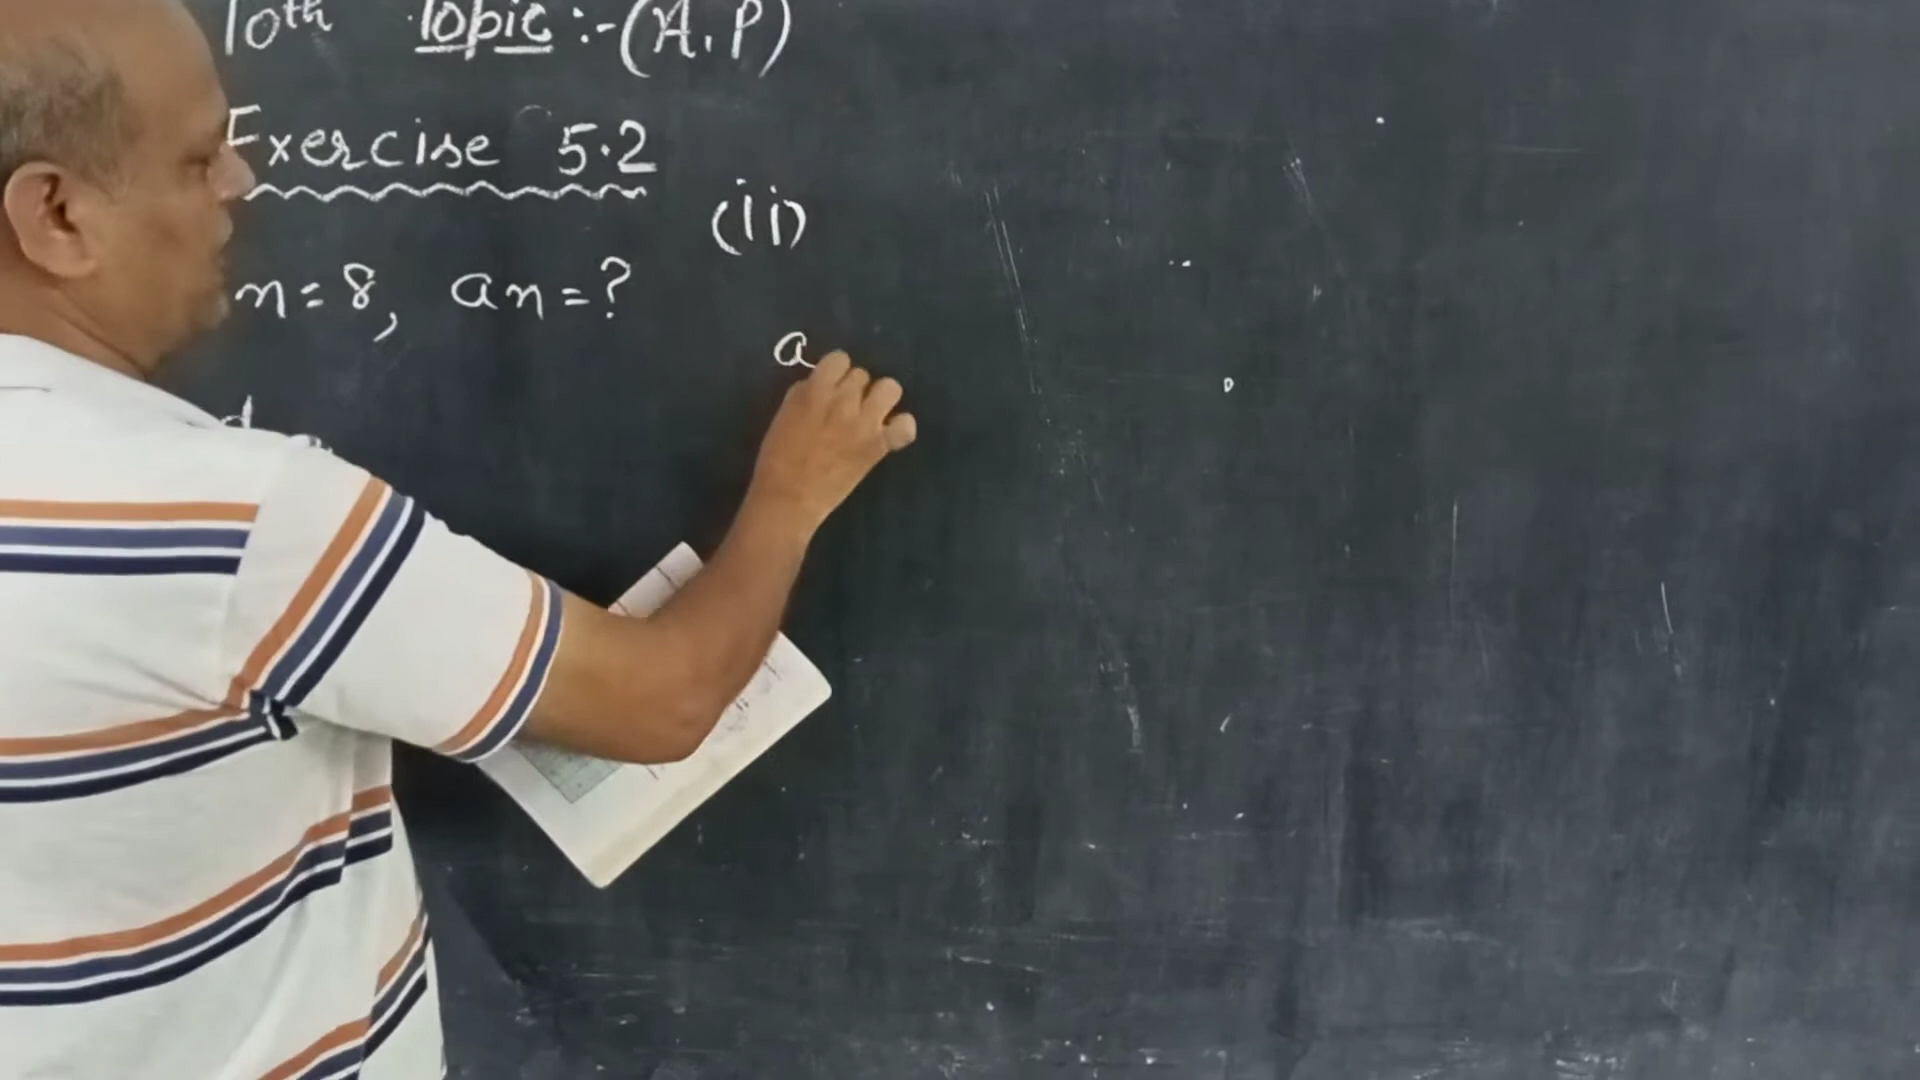 10th Topic :- (A.P)
Exercise 5.2
(ii)
n = 8, an = ?
a
d